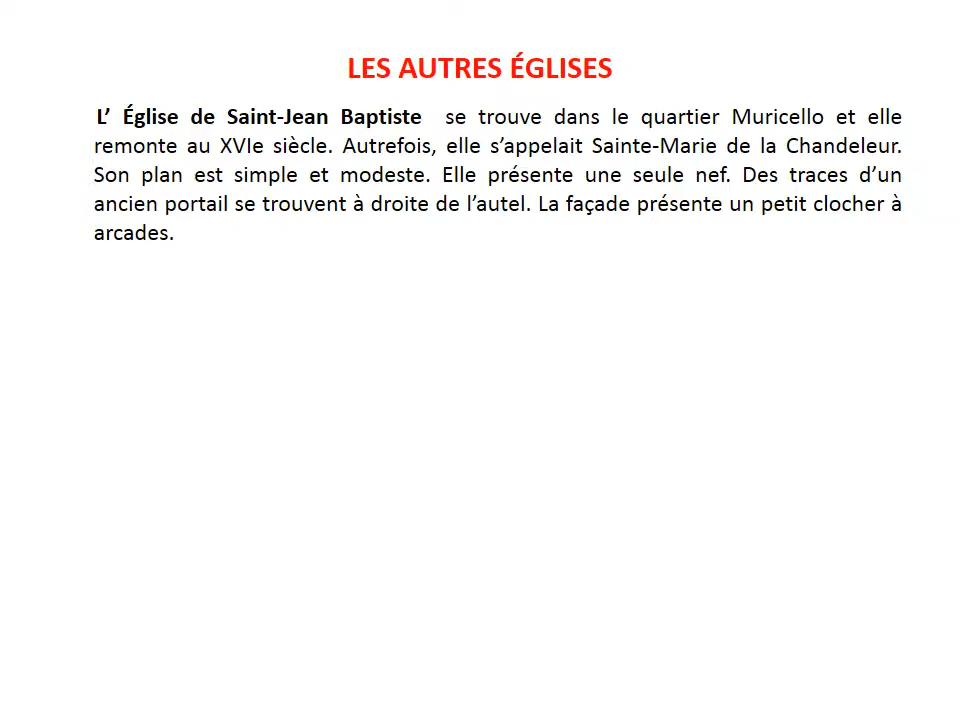 LES AUTRES ÉGLISES
L’ Église de Saint-Jean Baptiste se trouve dans le quartier Muricello et elle
remonte au XVIe siècle. Autrefois, elle s’appelait Sainte-Marie de la Chandeleur.
Son plan est simple et modeste. Elle présente une seule nef. Des traces d’un
ancien portail se trouvent à droite de l’autel. La façade présente un petit clocher à
arcades.